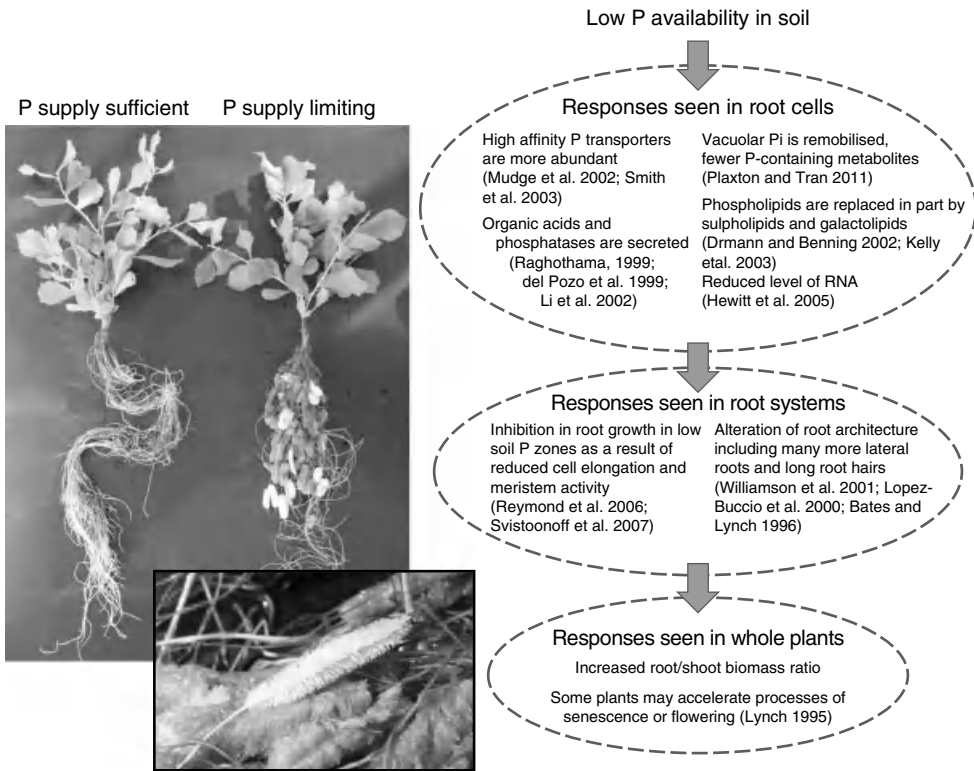 Low P availability in soil
P supply sufficient
P supply limiting
Responses seen in root cells
High affinity P transporters
are more abundant
(Mudge et al. 2002; Smith
et al. 2003)
Organic acids and
phosphatases are secreted
(Raghothama, 1999;
del Pozo et al. 1999;
Li et al. 2002)
Vacuolar Pi is remobilised,
fewer P-containing metabolites
(Plaxton and Tran 2011)
Phospholipids are replaced in part by
sulpholipids and galactolipids
(Drmann and Benning 2002; Kelly
etal. 2003)
Reduced level of RNA
(Hewitt et al. 2005)
Responses seen in root systems
Inhibition in root growth in low
soil P zones as a result of
reduced cell elongation and
meristem activity
(Reymond et al. 2006;
Svistoonoff et al. 2007)
Alteration of root architecture
including many more lateral
roots and long root hairs
(Williamson et al. 2001; Lopez-
Buccio et al. 2000; Bates and
Lynch 1996)
Responses seen in whole plants
Increased root/shoot biomass ratio
Some plants may accelerate processes of
senescence or flowering (Lynch 1995)